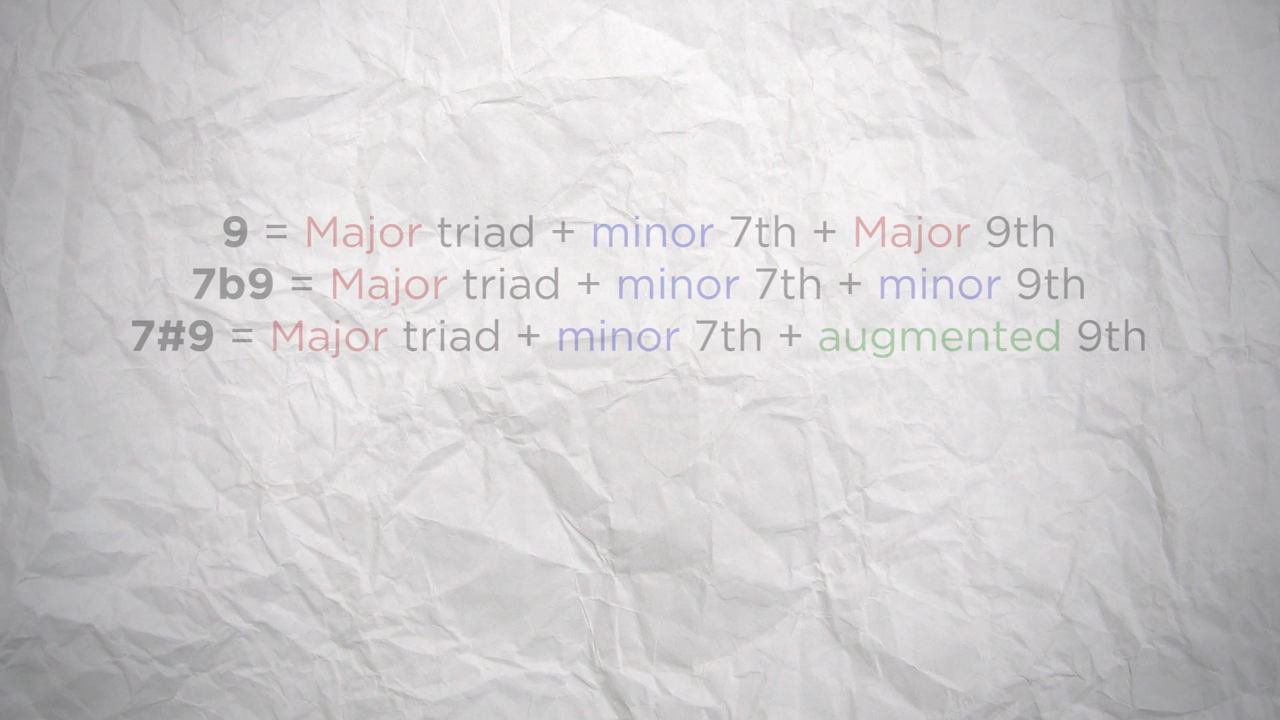 9 = Major triad + minor 7th + Major 9th
7b9 = Major triad + minor 7th + minor 9th
7#9 = Major triad + minor 7th + augmented 9th